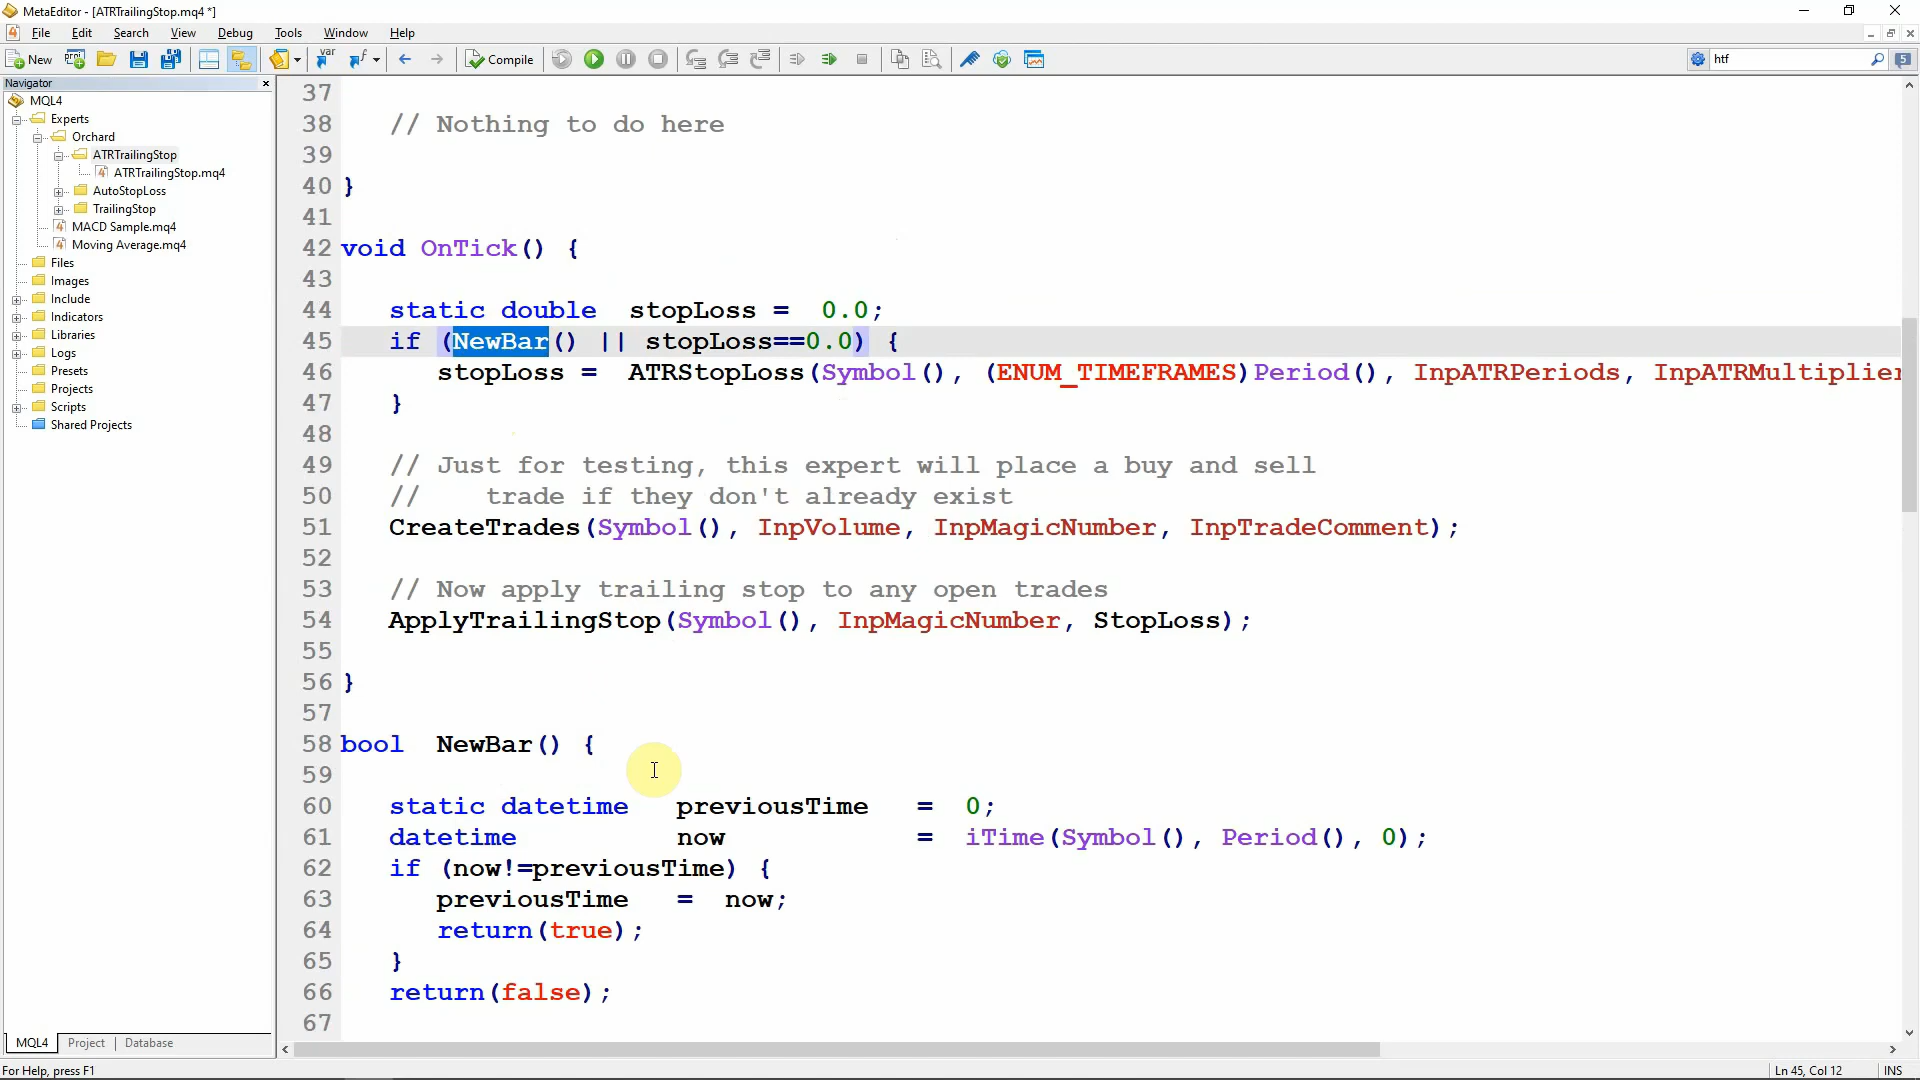 MetaEditor - [ATRTrailingStop.mq4 *]
File Edit Search View Debug Tools Window Help
New Compile htf 5
Navigator
MQL4
Experts
Orchard
ATRTrailingStop
ATRTrailingStop.mq4
AutoStopLoss
TrailingStop
MACD Sample.mq4
Moving Average.mq4
Files
Images
Include
Indicators
Libraries
Logs
Presets
Projects
Scripts
Shared Projects
MQL4 Project Database
37
38 // Nothing to do here
39
40 }
41
42 void OnTick() {
43
44 static double stopLoss = 0.0;
45 if (NewBar() || stopLoss==0.0) {
46 stopLoss = ATRStopLoss(Symbol(), (ENUM_TIMEFRAMES)Period(), InpATRPeriods, InpATRMultiplier
47 }
48
49 // Just for testing, this expert will place a buy and sell
50 // trade if they don't already exist
51 CreateTrades(Symbol(), InpVolume, InpMagicNumber, InpTradeComment);
52
53 // Now apply trailing stop to any open trades
54 ApplyTrailingStop(Symbol(), InpMagicNumber, StopLoss);
55
56 }
57
58 bool NewBar() {
59
60 static datetime previousTime = 0;
61 datetime now = iTime(Symbol(), Period(), 0);
62 if (now!=previousTime) {
63 previousTime = now;
64 return(true);
65 }
66 return(false);
67
For Help, press F1 Ln 45, Col 12 INS